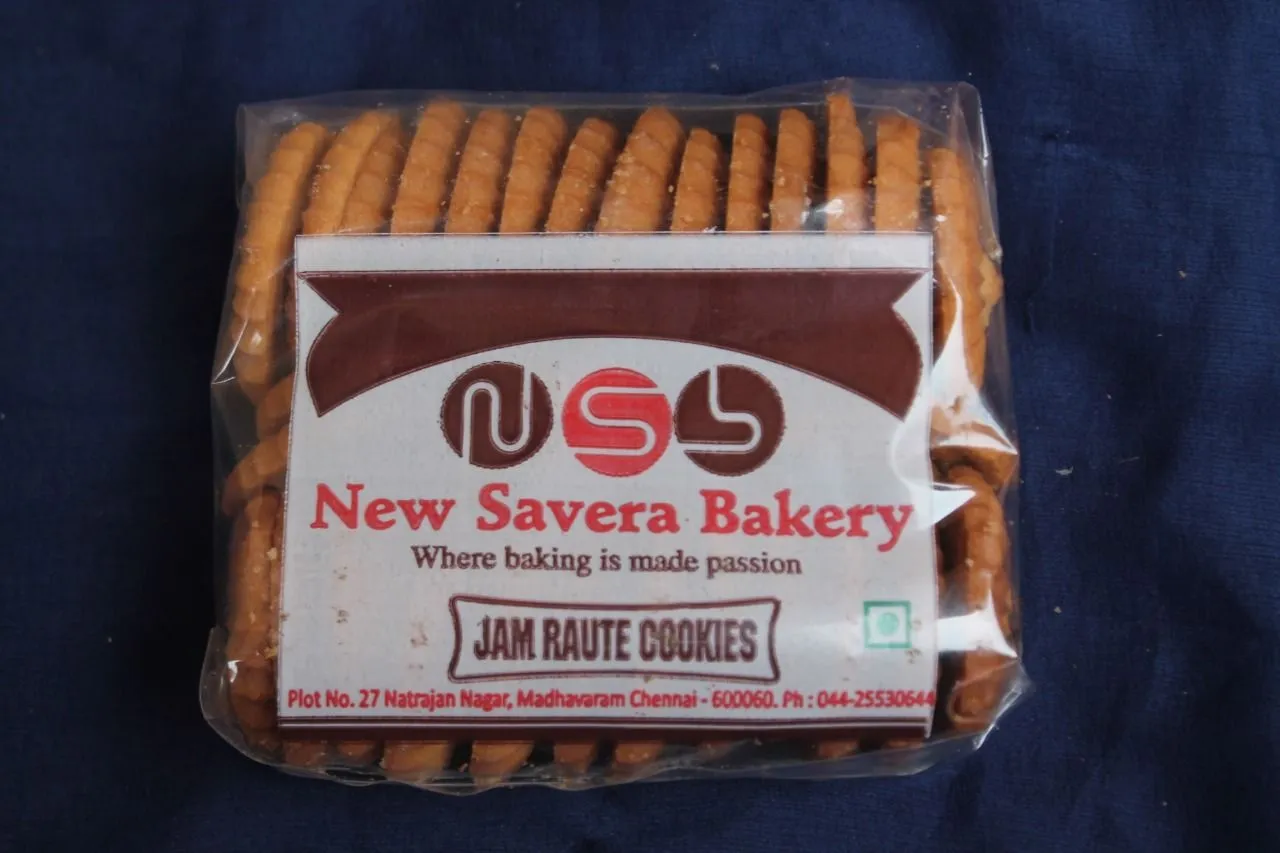 NSb
New Savera Bakery
Where baking is made passion
JAM RAUTE COOKIES
Plot No. 27 Natrajan Nagar, Madhavaram Chennai - 600060. Ph : 044-25530644